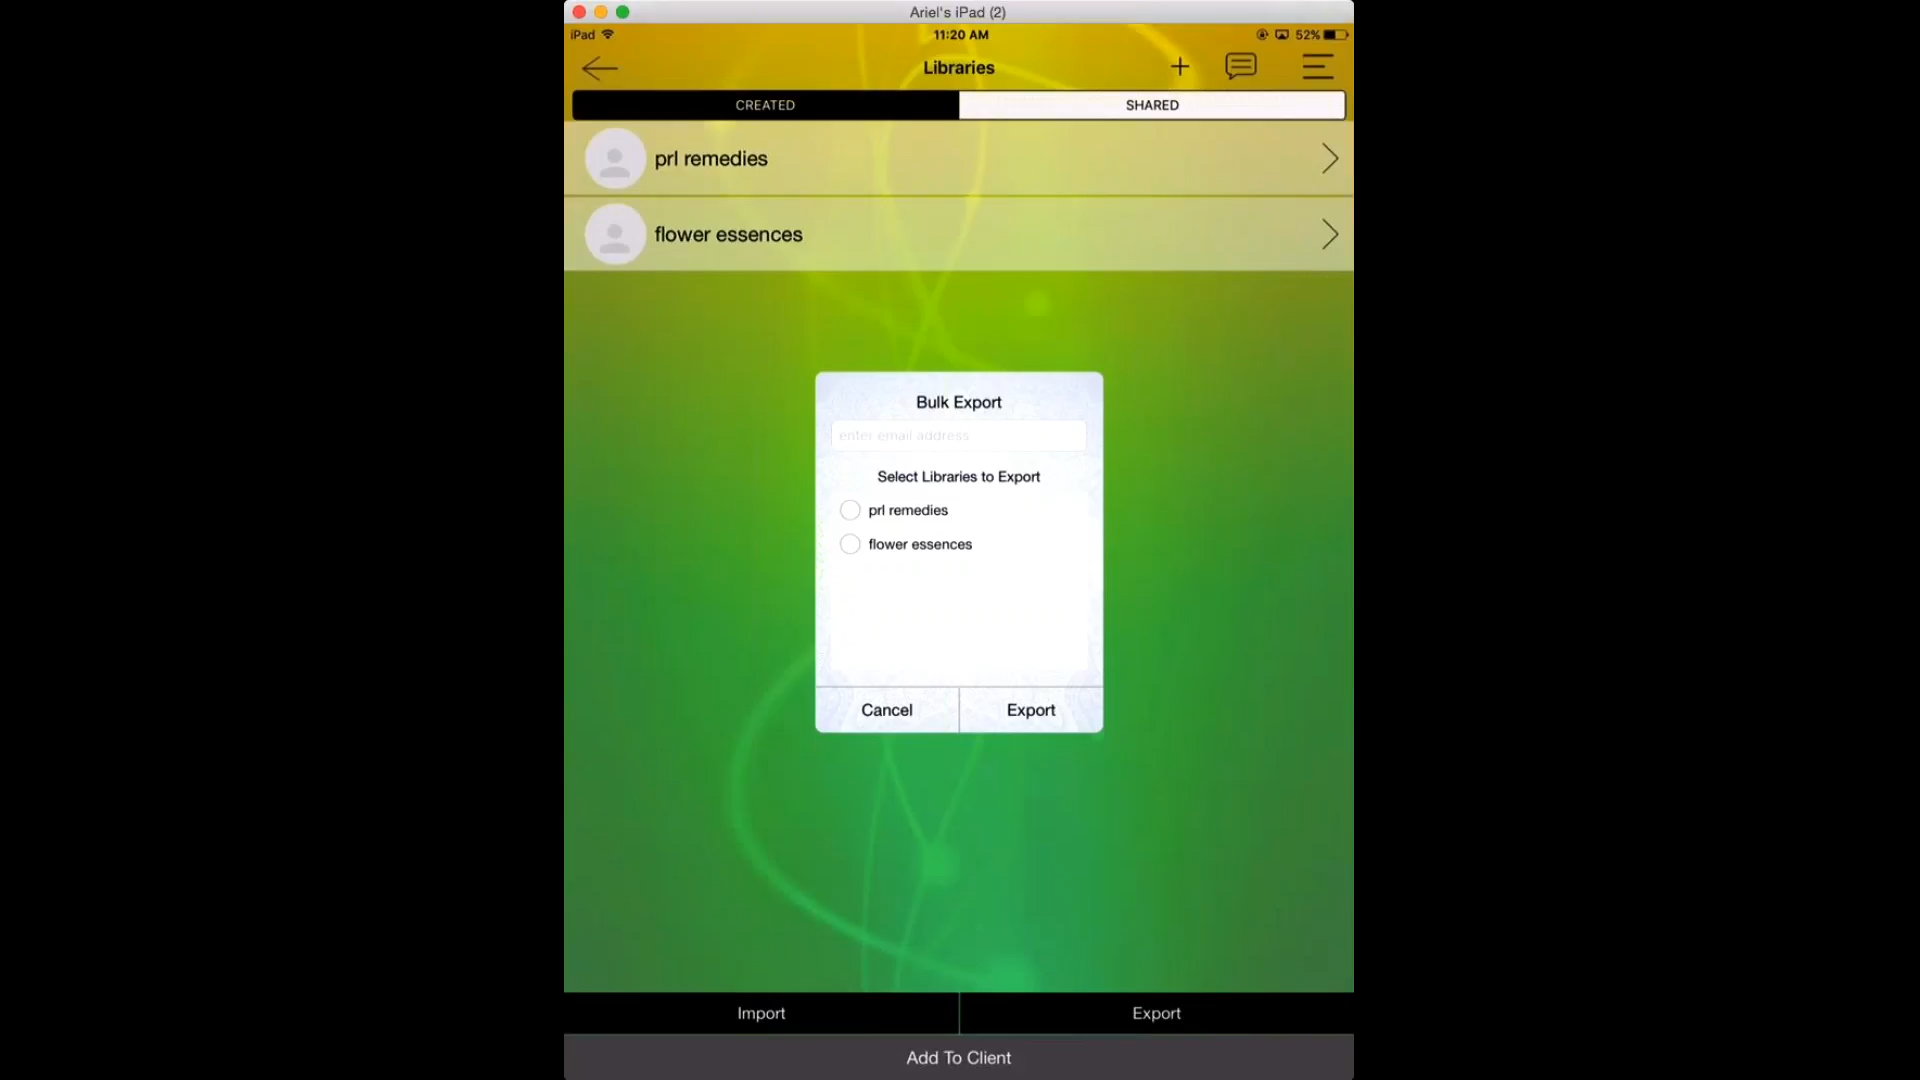 Ariel's iPad (2)
iPad 11:20 AM 52%
Libraries
CREATED SHARED
prl remedies
flower essences
Bulk Export
enter email address
Select Libraries to Export
prl remedies
flower essences
Cancel Export
Import Export
Add To Client